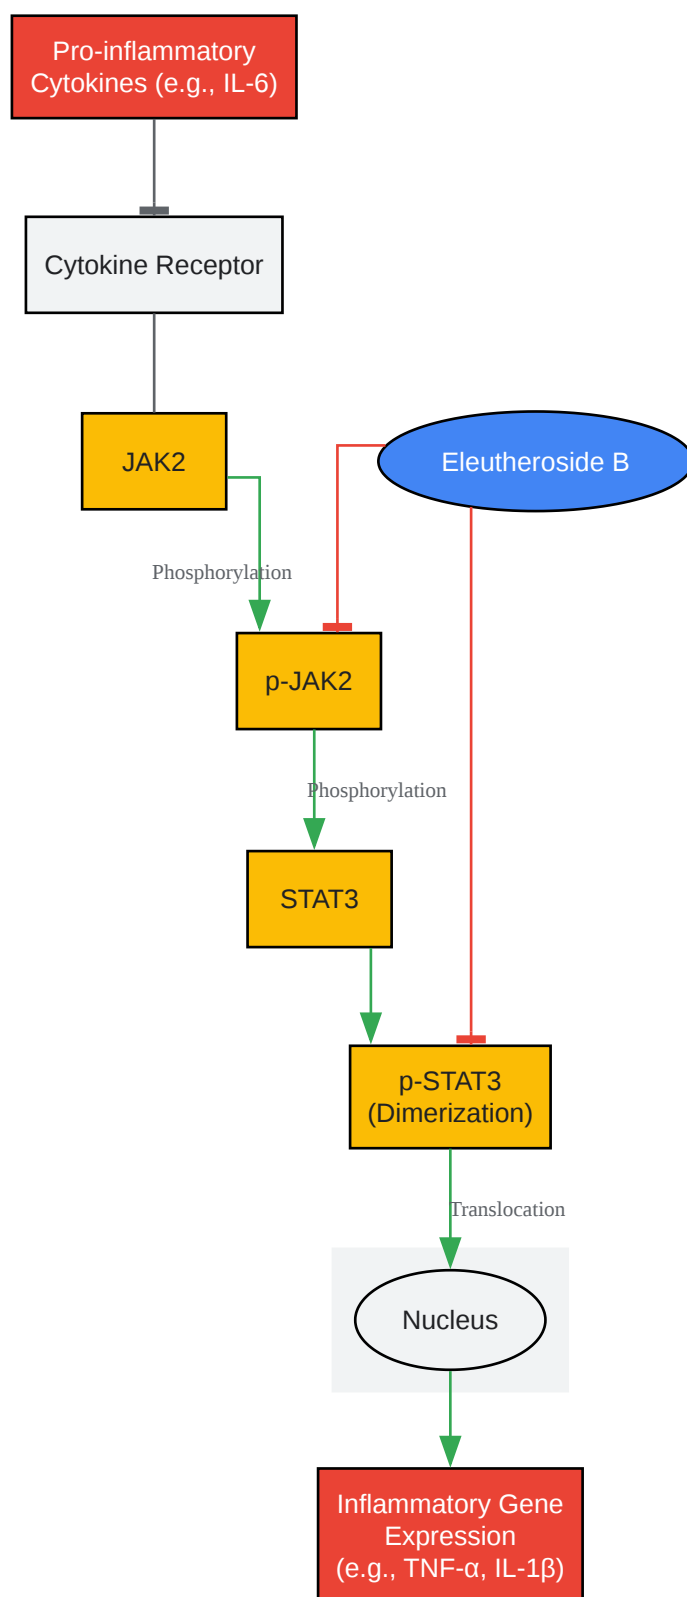 Pro-inflammatory
Cytokines (e.g., IL-6)
Cytokine Receptor
JAK2
Eleutheroside B
Phosphorylation
p-JAK2
Phosphorylation
STAT3
p-STAT3
(Dimerization)
Translocation
Nucleus
Inflammatory Gene
Expression
(e.g., TNF-α, IL-1β)